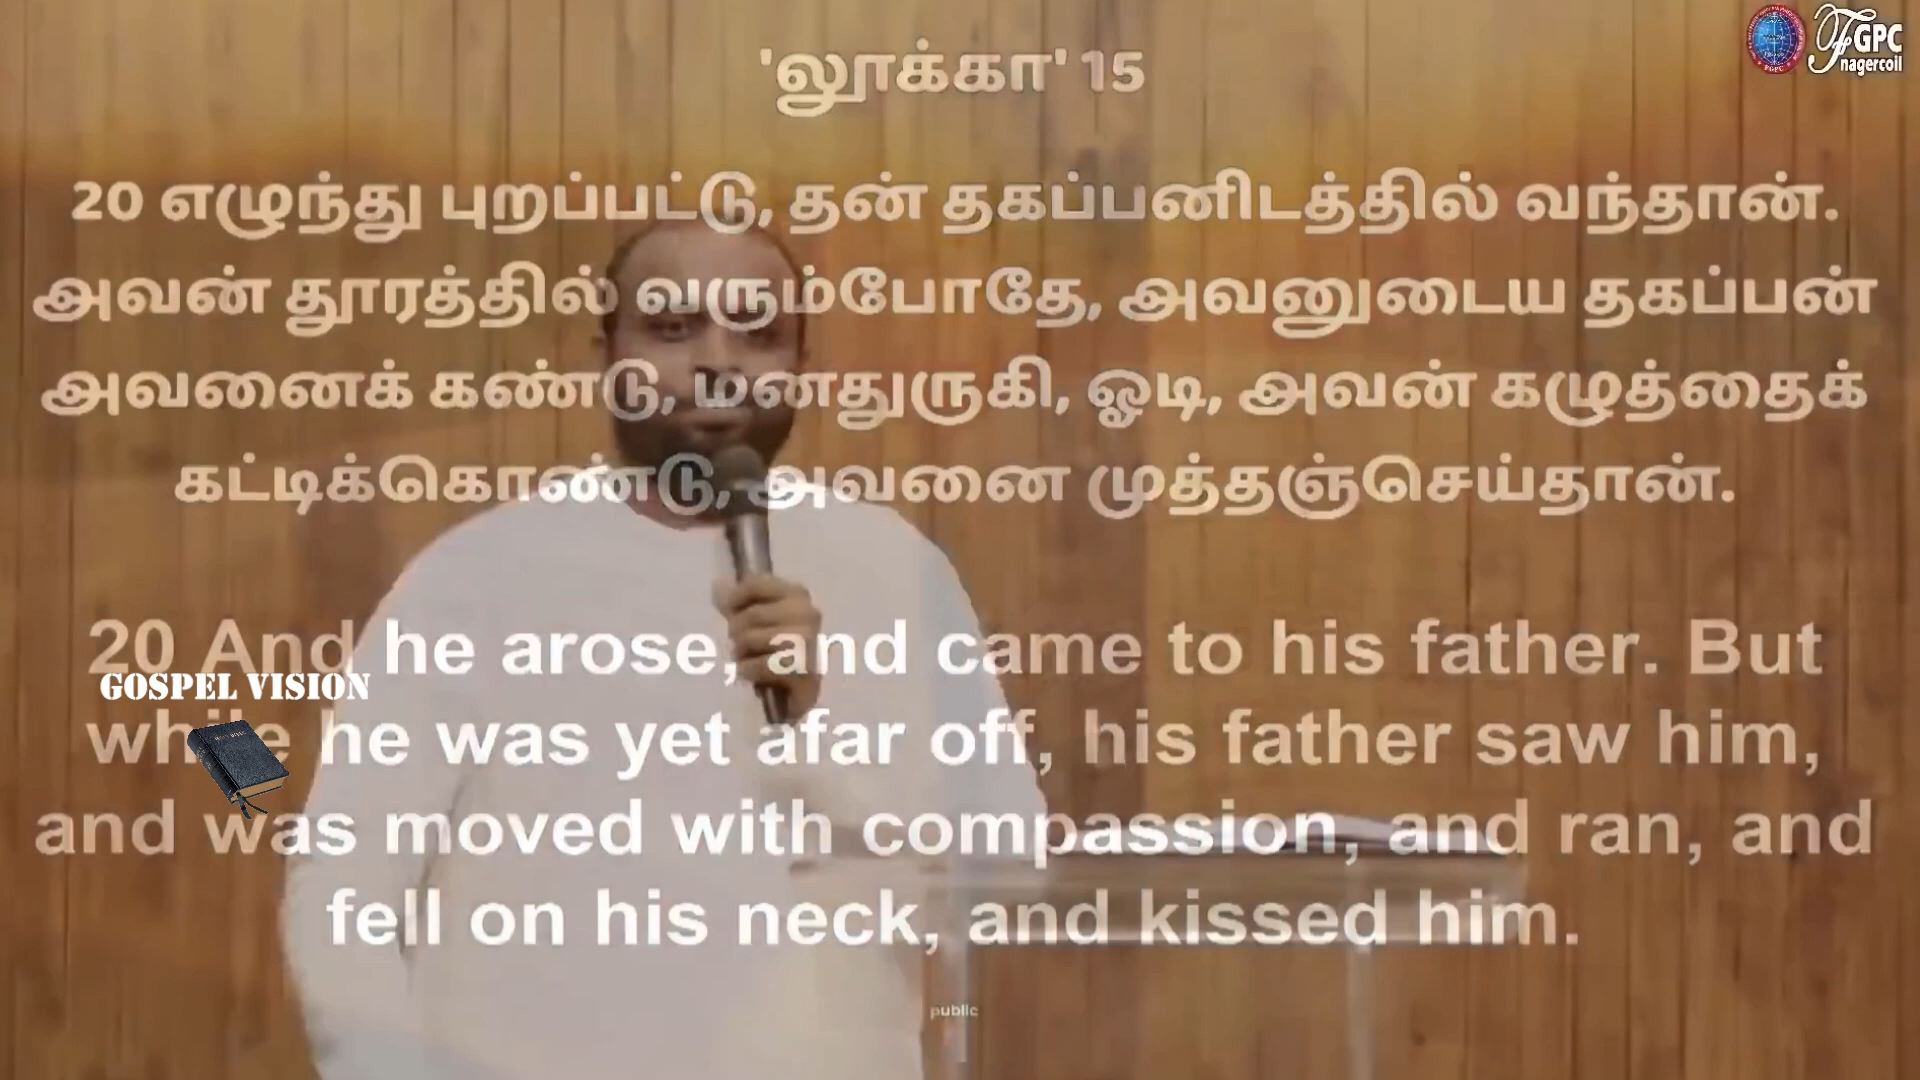 FGPC
nagercoil
'லூக்கா' 15
20 எழுந்து புறப்பட்டு, தன் தகப்பனிடத்தில் வந்தான்.
அவன் தூரத்தில் வரும்போதே, அவனுடைய தகப்பன்
அவனைக் கண்டு, மனதுருகி, ஓடி, அவன் கழுத்தைக்
கட்டிக்கொண்டு, அவனை முத்தஞ்செய்தான்.
20 And he arose, and came to his father. But
GOSPEL VISION
while he was yet afar off, his father saw him,
and was moved with compassion, and ran, and
fell on his neck, and kissed him.
public